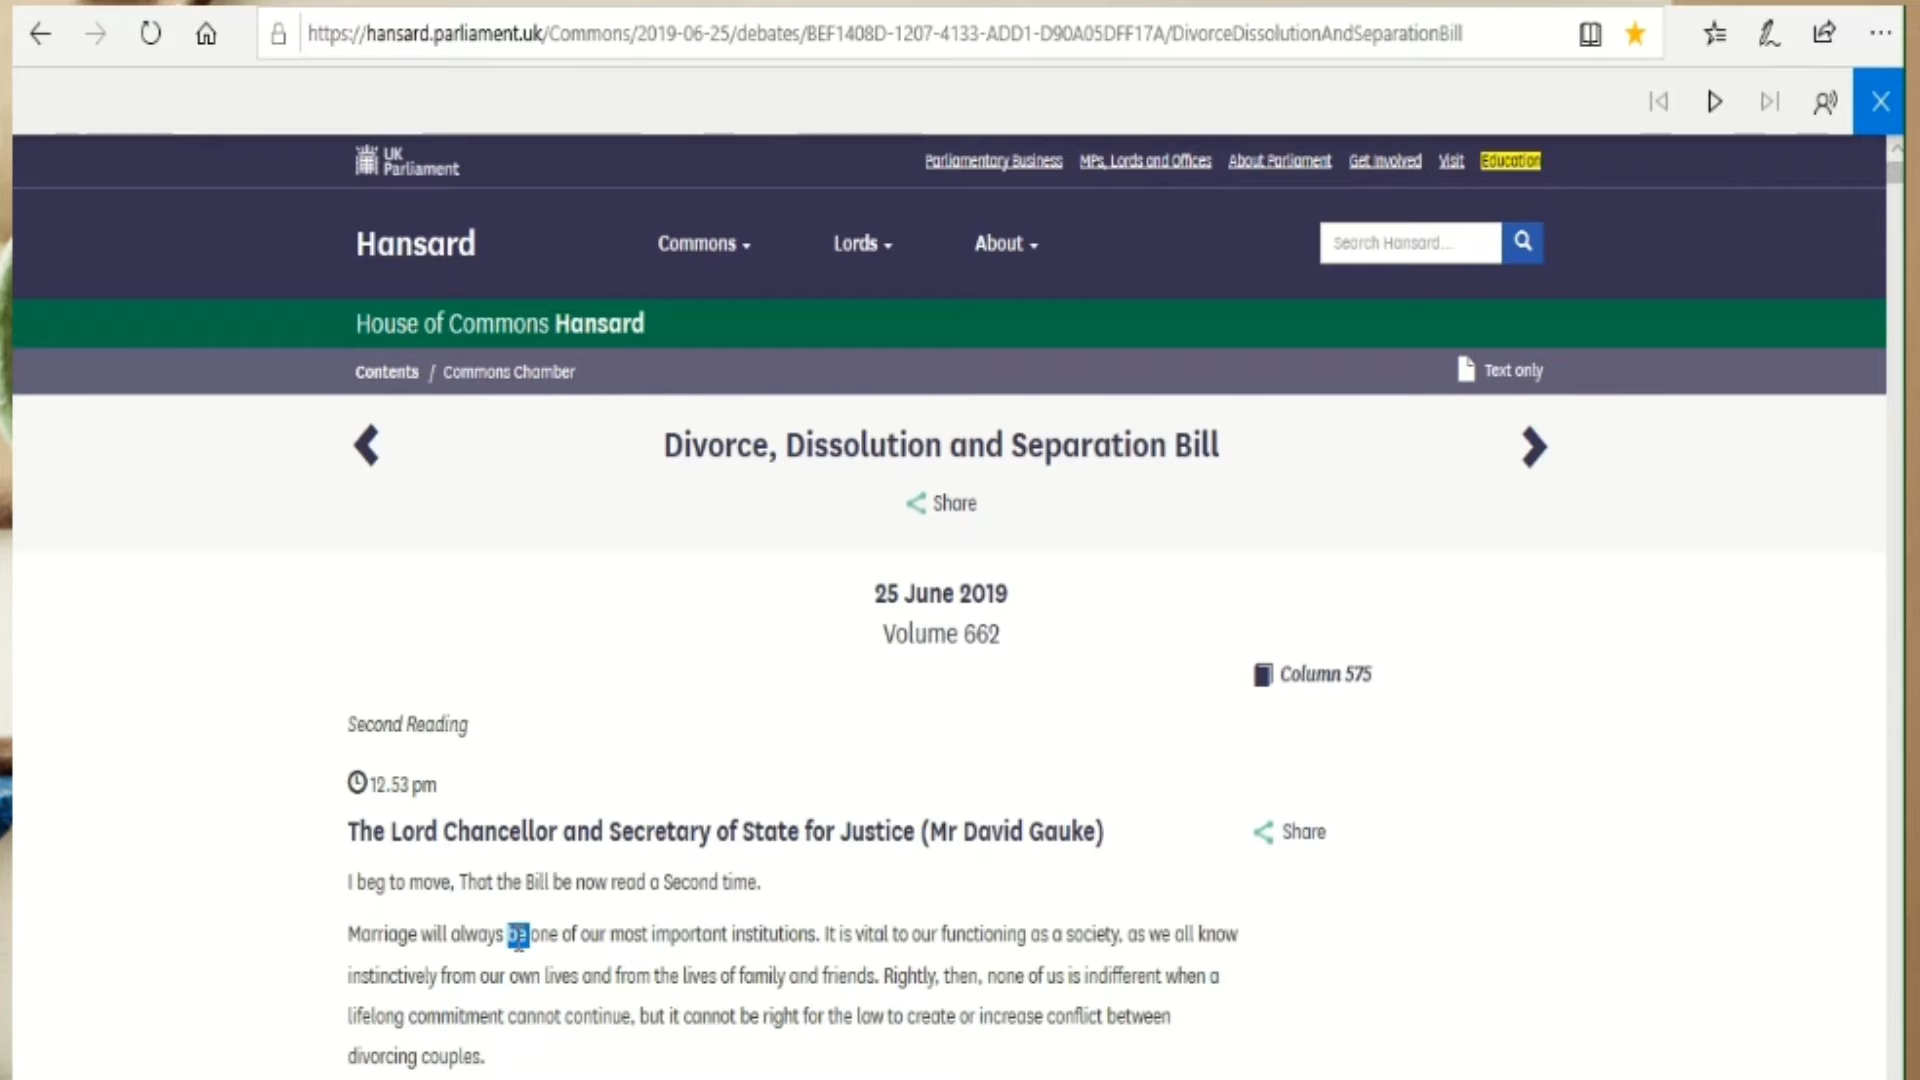 https://hansard.parliament.uk/Commons/2019-06-25/debates/BEF1408D-1207-4133-ADD1-D90A05DFF17A/DivorceDissolutionAndSeparationBill
UK
Parliament
Parliamentary Business MPs, Lords and Offices About Parliament Get Involved Visit Education
Hansard Commons Lords About Search Hansard...
House of Commons Hansard
Contents / Commons Chamber Text only
Divorce, Dissolution and Separation Bill
Share
25 June 2019
Volume 662
Column 575
Second Reading
12.53 pm
The Lord Chancellor and Secretary of State for Justice (Mr David Gauke) Share
I beg to move, That the Bill be now read a Second time.
Marriage will always be one of our most important institutions. It is vital to our functioning as a society, as we all know
instinctively from our own lives and from the lives of family and friends. Rightly, then, none of us is indifferent when a
lifelong commitment cannot continue, but it cannot be right for the law to create or increase conflict between
divorcing couples.